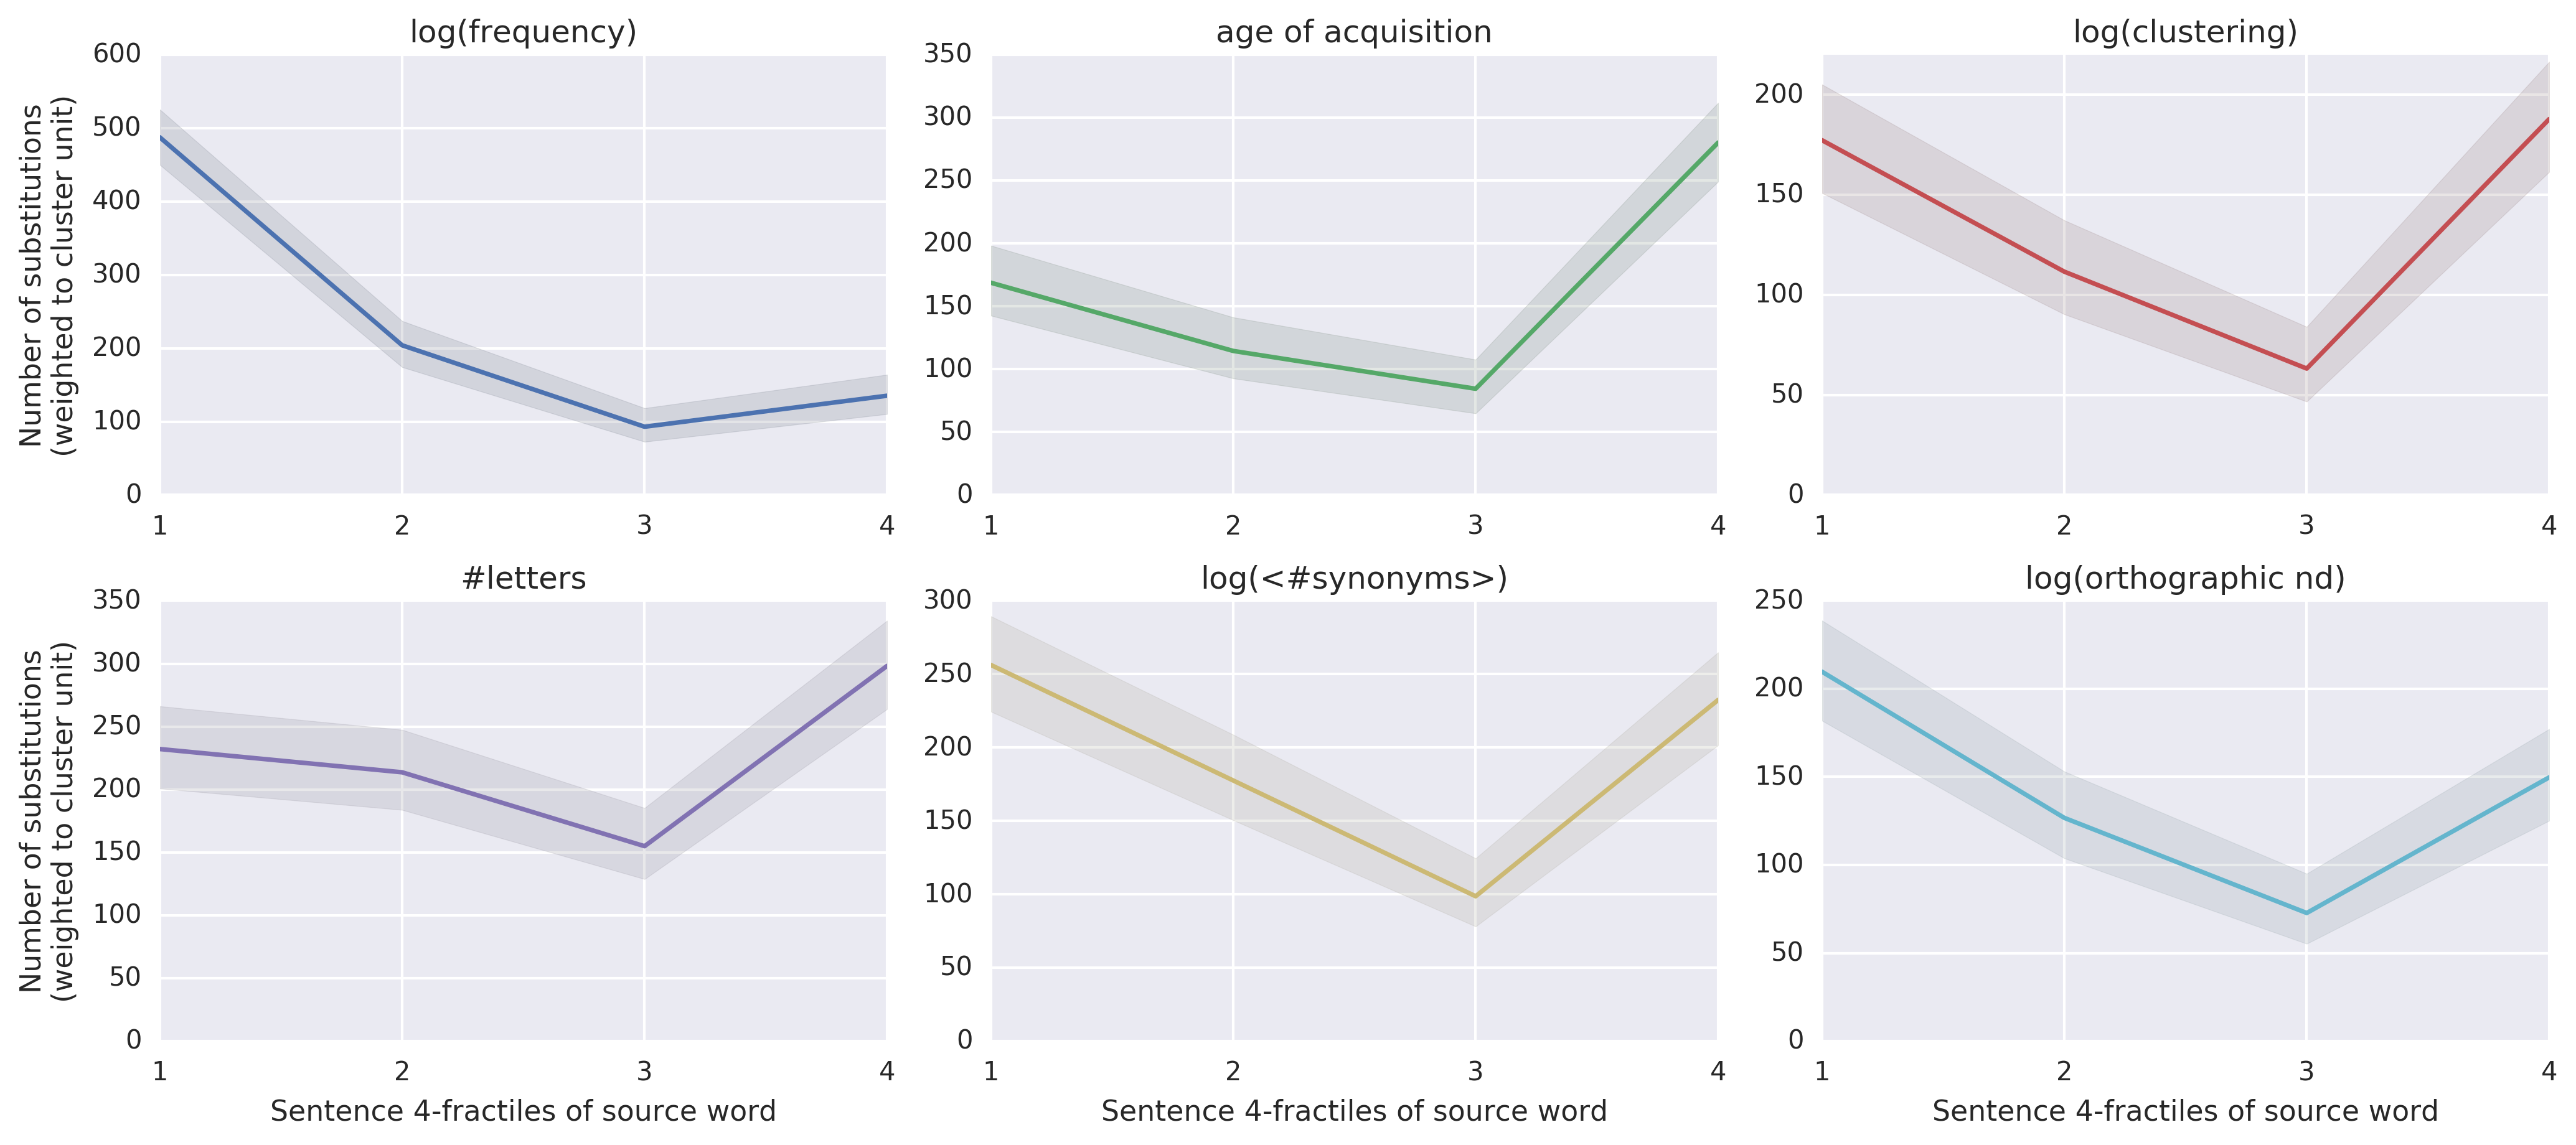 log(frequency)
600
500
400
300
200
100
0
1 2 3 4
Number of substitutions
(weighted to cluster unit)
age of acquisition
350
300
250
200
150
100
50
0
1 2 3 4
log(clustering)
200
150
100
50
0
1 2 3 4
#letters
350
300
250
200
150
100
50
0
1 2 3 4
Number of substitutions
(weighted to cluster unit)
Sentence 4-fractiles of source word
log(<#synonyms>)
300
250
200
150
100
50
0
1 2 3 4
Sentence 4-fractiles of source word
log(orthographic nd)
250
200
150
100
50
0
1 2 3 4
Sentence 4-fractiles of source word